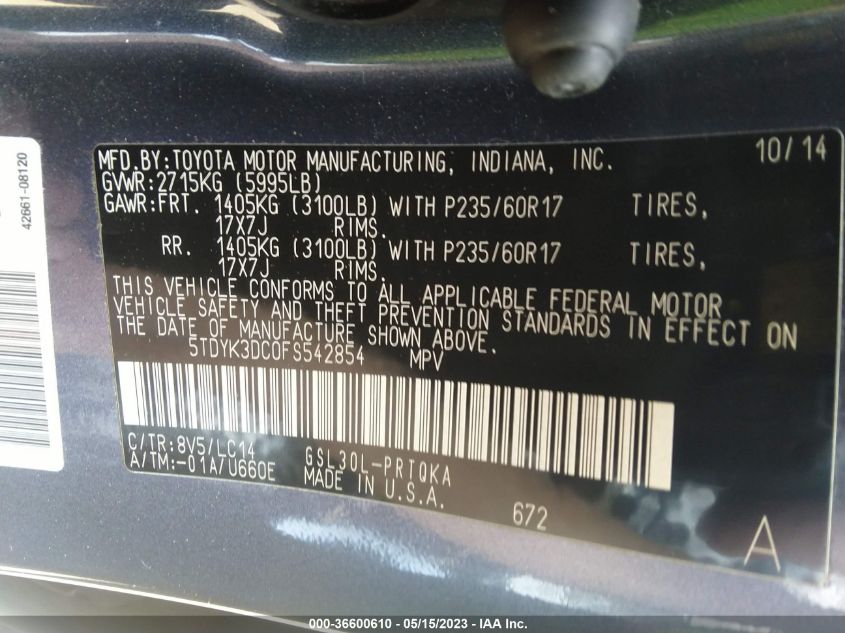 42661-08120
MFD.BY:TOYOTA MOTOR MANUFACTURING, INDIANA, INC. 10/14
GVWR:2715KG (5995LB)
GAWR:FRT. 1405KG (3100LB) WITH P235/60R17 TIRES,
17X7J RIMS.
RR. 1405KG (3100LB) WITH P235/60R17 TIRES,
17X7J RIMS.
THIS VEHICLE CONFORMS TO ALL APPLICABLE FEDERAL MOTOR
VEHICLE SAFETY AND THEFT PREVENTION STANDARDS IN EFFECT ON
THE DATE OF MANUFACTURE SHOWN ABOVE.
5TDYK3DC0FS542854 MPV
C/TR:8V5/LC14 GSL30L-PRTQKA
A/TM:-01A/U660E MADE IN U.S.A.
672
A
000-36600610 - 05/15/2023 - IAA Inc.